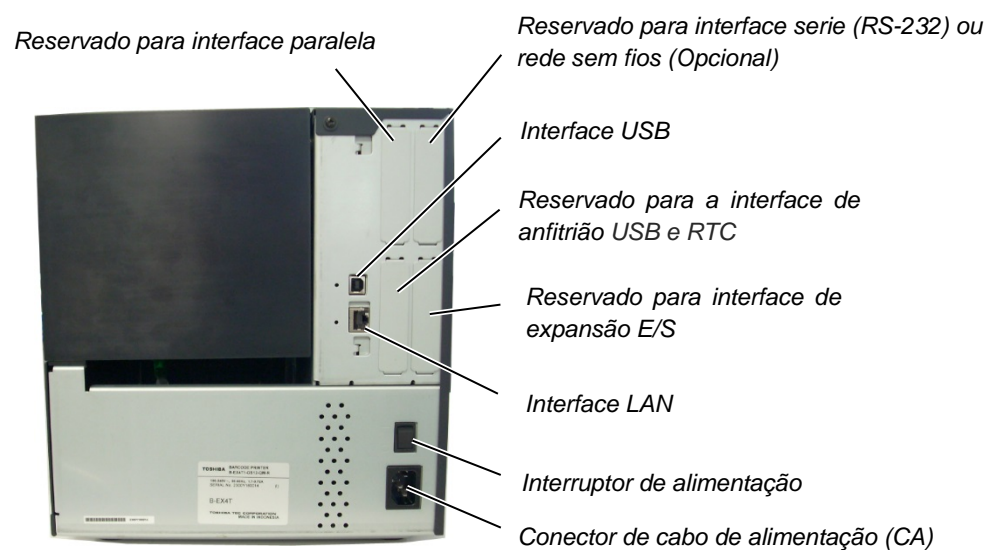 Reservado para interface paralela
Reservado para interface serie (RS-232) ou
rede sem fios (Opcional)
Interface USB
Reservado para a interface de
anfitrião USB e RTC
Reservado para interface de
expansão E/S
Interface LAN
Interruptor de alimentação
Conector de cabo de alimentação (CA)
TOSHIBA BARCODE PRINTER
B-EX4T
TOSHIBA TEC CORPORATION
MADE IN INDONESIA